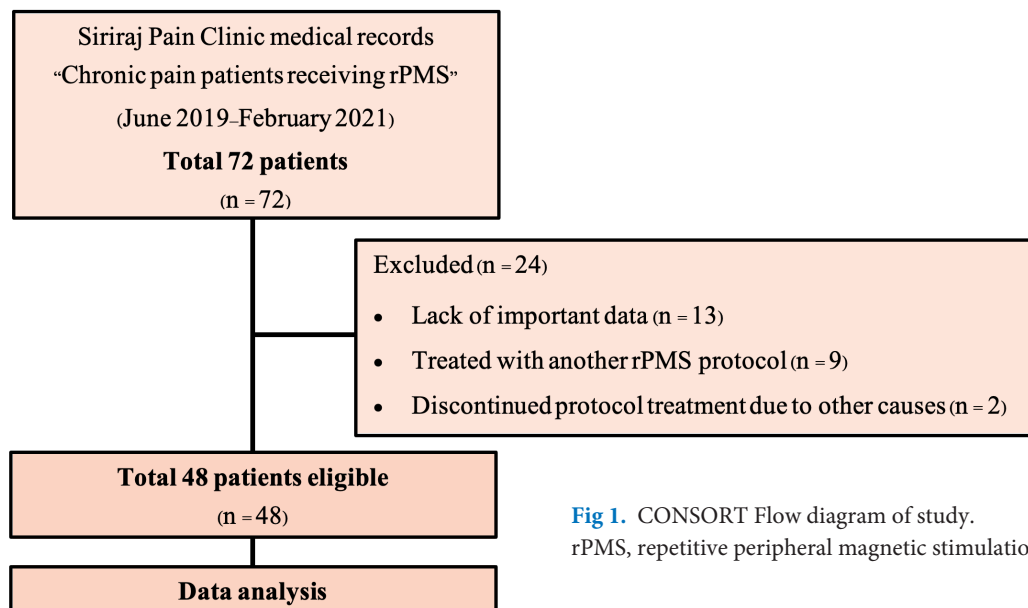 Siriraj Pain Clinic medical records
“Chronic pain patients receiving rPMS”
(June 2019–February 2021)
Total 72 patients
(n = 72)
Excluded (n = 24)
• Lack of important data (n = 13)
• Treated with another rPMS protocol (n = 9)
• Discontinued protocol treatment due to other causes (n = 2)
Total 48 patients eligible
(n = 48)
Fig 1. CONSORT Flow diagram of study.
rPMS, repetitive peripheral magnetic stimulatio
Data analysis